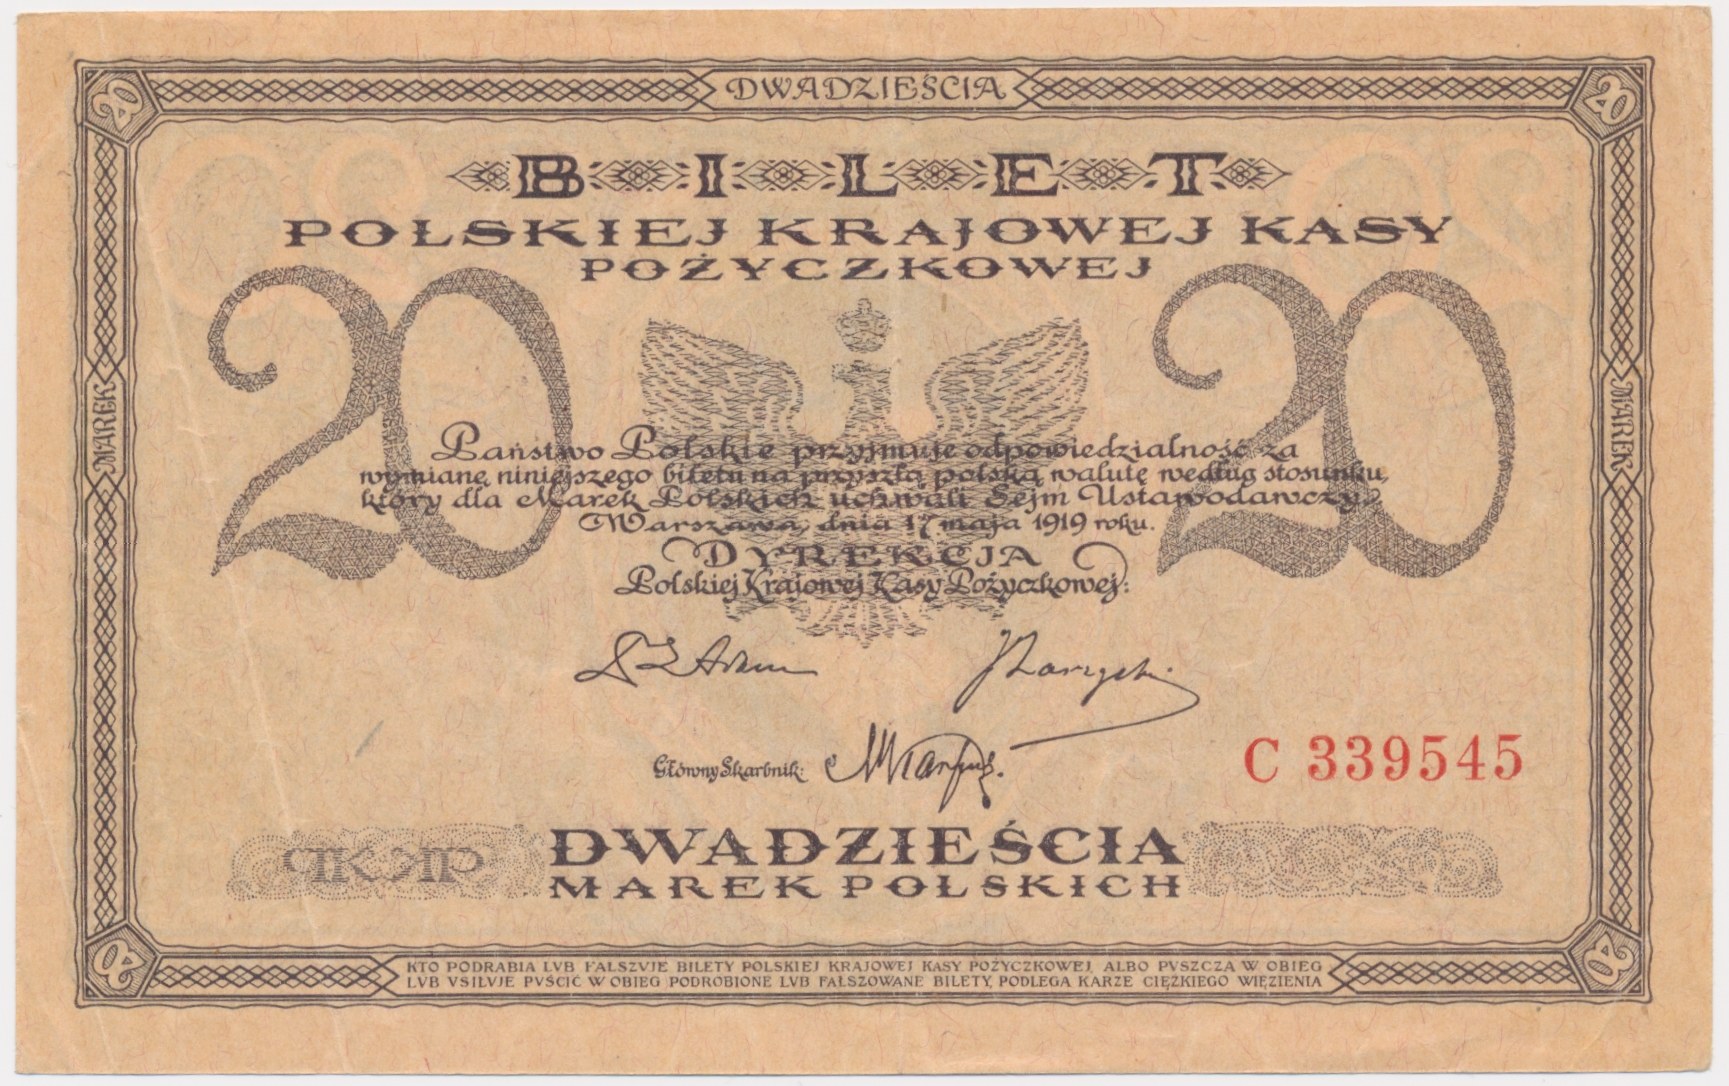 DWADZIEŚCIA
20 20
BILET
POLSKIEJ KRAJOWEJ KASY
POŻYCZKOWEJ
20 20
MAREK MAREK
Państwo Polskie przyjmuje odpowiedzialność za
wymianę niniejszego biletu na przyszłą polską walutę według stosunku,
który dla Marek Polskich uchwali Sejm Ustawodawczy.
Warszawa, dnia 17 maja 1919 roku.
DYREKCJA
Polskiej Krajowej Kasy Pożyczkowej:
Główny Skarbnik:
C 339545
PKKP
DWADZIEŚCIA
MAREK POLSKICH
20 20
KTO PODRABIA LVB FAŁSZVJE BILETY POLSKIEJ KRAJOWEJ KASY POŻYCZKOWEJ, ALBO PVSZCZA W OBIEG
LVB VSIŁVJE PVŚCIĆ W OBIEG PODROBIONE LVB FAŁSZOWANE BILETY, PODLEGA KARZE CIĘŻKIEGO WIĘZIENIA